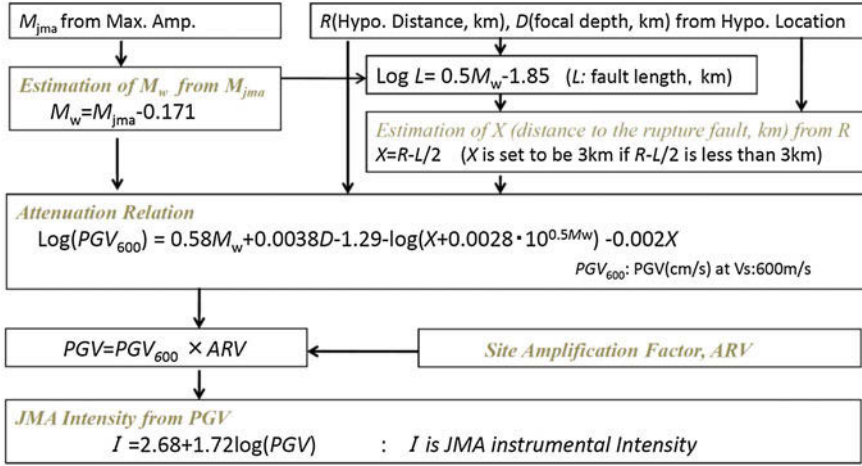 M_jma from Max. Amp.
R(Hypo. Distance, km), D(focal depth, km) from Hypo. Location
Estimation of M_w from M_jma
M_w=M_jma-0.171
Log L= 0.5M_w-1.85 (L: fault length, km)
Estimation of X (distance to the rupture fault, km) from R
X=R-L/2 (X is set to be 3km if R-L/2 is less than 3km)
Attenuation Relation
Log(PGV_600) = 0.58M_w+0.0038D-1.29-log(X+0.0028・10^0.5Mw) -0.002X
PGV_600: PGV(cm/s) at Vs:600m/s
PGV=PGV_600 × ARV
Site Amplification Factor, ARV
JMA Intensity from PGV
I =2.68+1.72log(PGV) : I is JMA instrumental Intensity